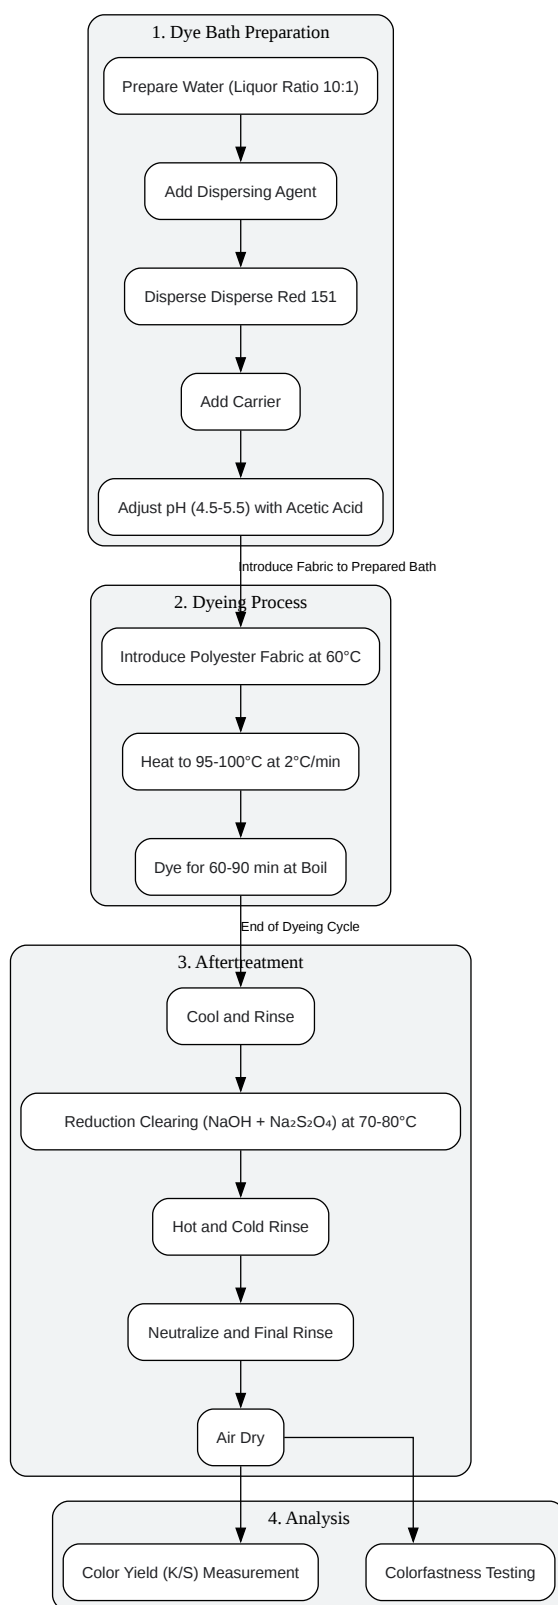 1. Dye Bath Preparation
Prepare Water (Liquor Ratio 10:1)
Add Dispersing Agent
Disperse Disperse Red 151
Add Carrier
Adjust pH (4.5-5.5) with Acetic Acid
Introduce Fabric to Prepared Bath
2. Dyeing Process
Introduce Polyester Fabric at 60°C
Heat to 95-100°C at 2°C/min
Dye for 60-90 min at Boil
End of Dyeing Cycle
3. Aftertreatment
Cool and Rinse
Reduction Clearing (NaOH + Na₂S₂O₄) at 70-80°C
Hot and Cold Rinse
Neutralize and Final Rinse
Air Dry
4. Analysis
Color Yield (K/S) Measurement
Colorfastness Testing